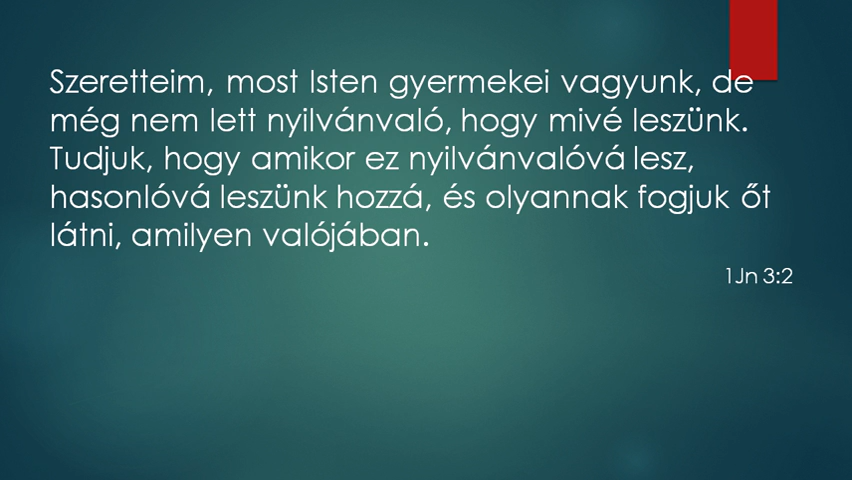 Szeretteim, most Isten gyermekei vagyunk, de
még nem lett nyilvánvaló, hogy mivé leszünk.
Tudjuk, hogy amikor ez nyilvánvalóvá lesz,
hasonlóvá leszünk hozzá, és olyannak fogjuk őt
látni, amilyen valójában.
1Jn 3:2